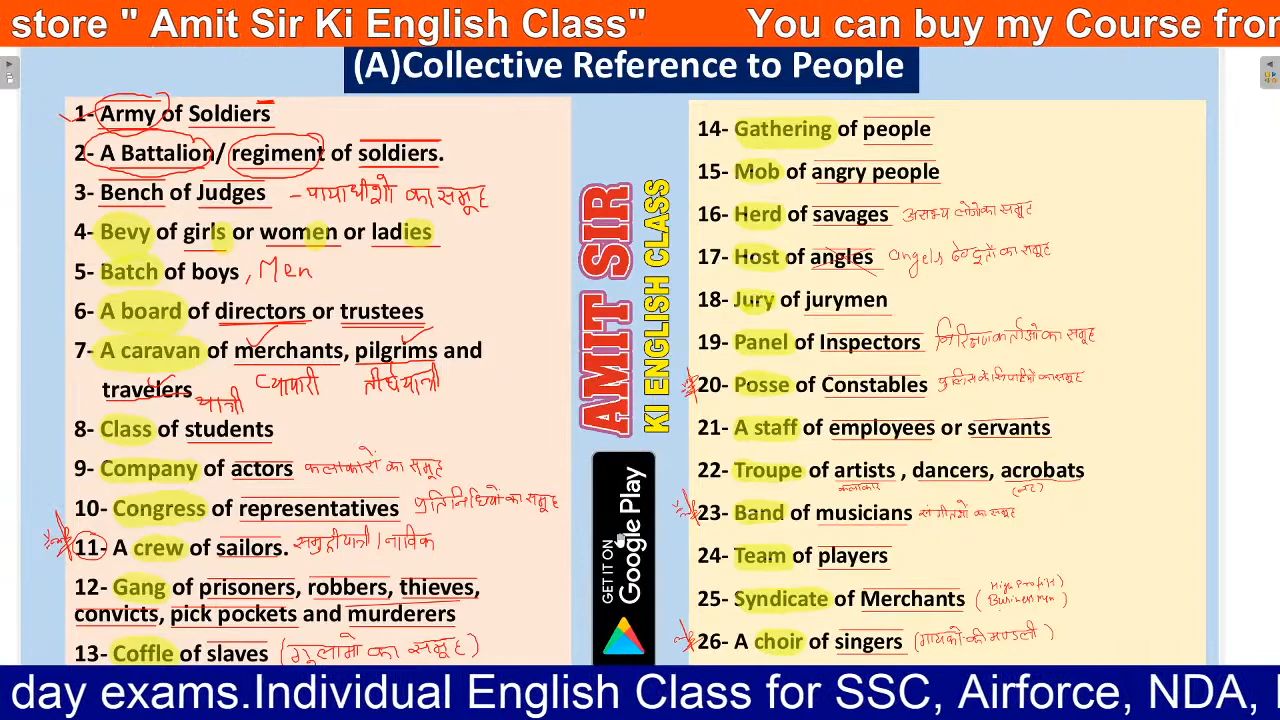 store " Amit Sir Ki English Class" You can buy my Course fron
(A)Collective Reference to People
1- Army of Soldiers
2- A Battalion/ regiment of soldiers.
3- Bench of Judges - न्यायाधीशों का समूह
4- Bevy of girls or women or ladies
5- Batch of boys, Men
6- A board of directors or trustees
7- A caravan of merchants, pilgrims and
travelers यात्री व्यापारी तीर्थयात्री
8- Class of students
9- Company of actors कलाकारों का समूह
10- Congress of representatives प्रतिनिधियों का समूह
11- A crew of sailors. समुद्रीयात्री / नाविक
12- Gang of prisoners, robbers, thieves,
convicts, pick pockets and murderers
13- Coffle of slaves (गुलामो का समूह)
AMIT SIR
KI ENGLISH CLASS
GET IT ON
Google Play
14- Gathering of people
15- Mob of angry people
16- Herd of savages असभ्य लोगो का समूह
17- Host of angles angels देवदूतों का समूह
18- Jury of jurymen
19- Panel of Inspectors निरिक्षणकर्ताओ का समूह
20- Posse of Constables पुलिस के सिपाहियों का समूह
21- A staff of employees or servants
22- Troupe of artists , dancers, acrobats
कलाकार (नट)
23- Band of musicians संगीतज्ञो का समूह
24- Team of players
25- Syndicate of Merchants (High Profile) (Businessmen)
26- A choir of singers (गायकों की मण्डली)
day exams.Individual English Class for SSC, Airforce, NDA,